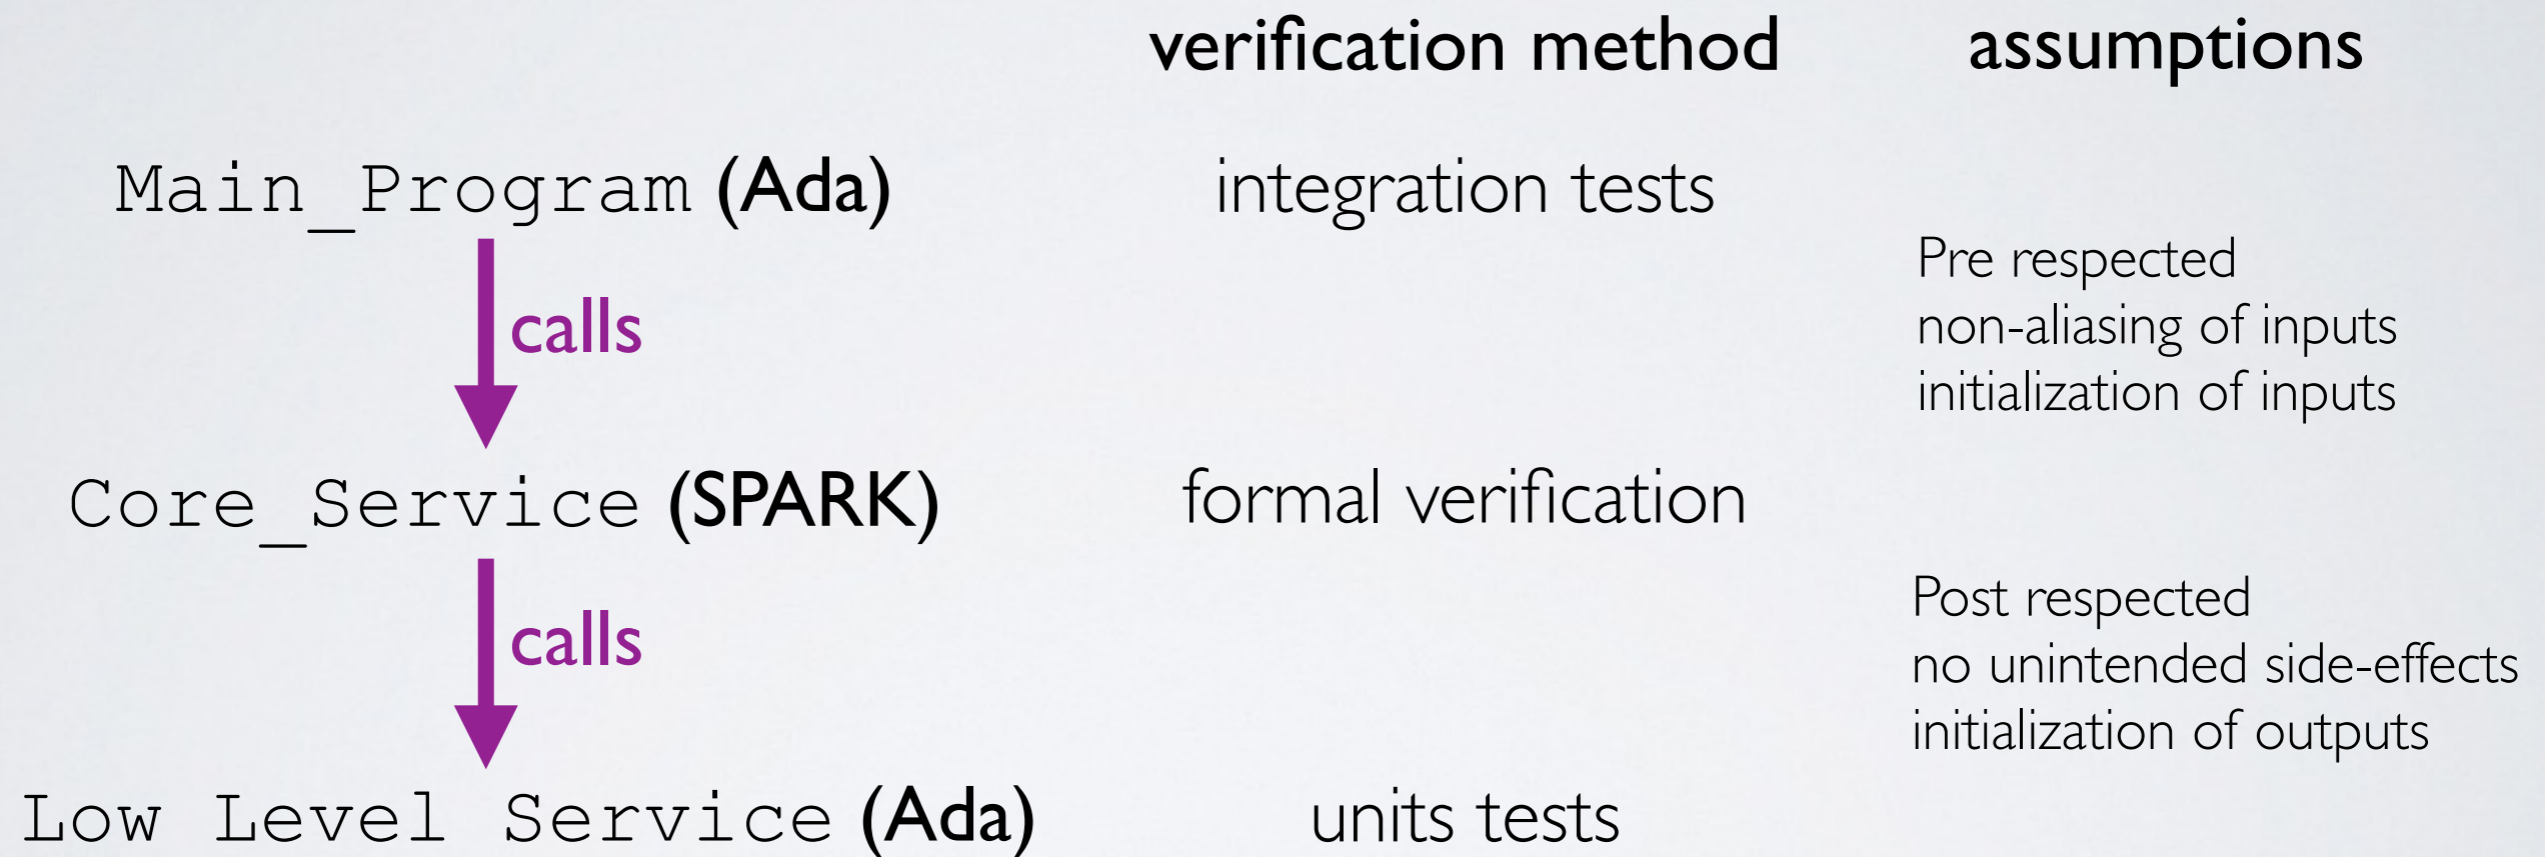 verification method assumptions
Main_Program (Ada) integration tests
Pre respected
non-aliasing of inputs
initialization of inputs
calls
Core_Service (SPARK) formal verification
Post respected
no unintended side-effects
initialization of outputs
calls
Low Level Service (Ada) units tests